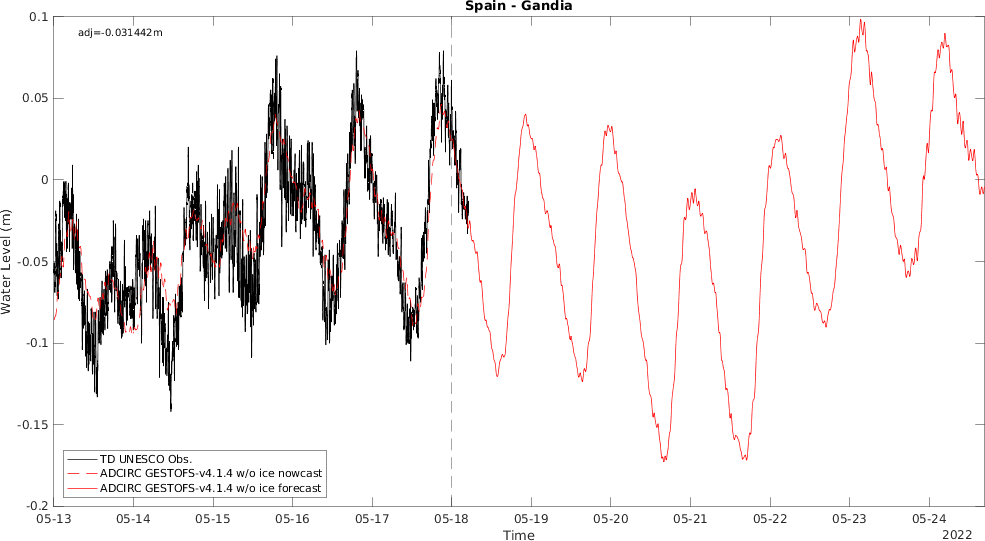 Spain - Gandia
adj=-0.031442m
0.1
0.05
0
-0.05
-0.1
-0.15
-0.2
Water Level (m)
TD UNESCO Obs.
ADCIRC GESTOFS-v4.1.4 w/o ice nowcast
ADCIRC GESTOFS-v4.1.4 w/o ice forecast
05-13 05-14 05-15 05-16 05-17 05-18 05-19 05-20 05-21 05-22 05-23 05-24
Time
2022